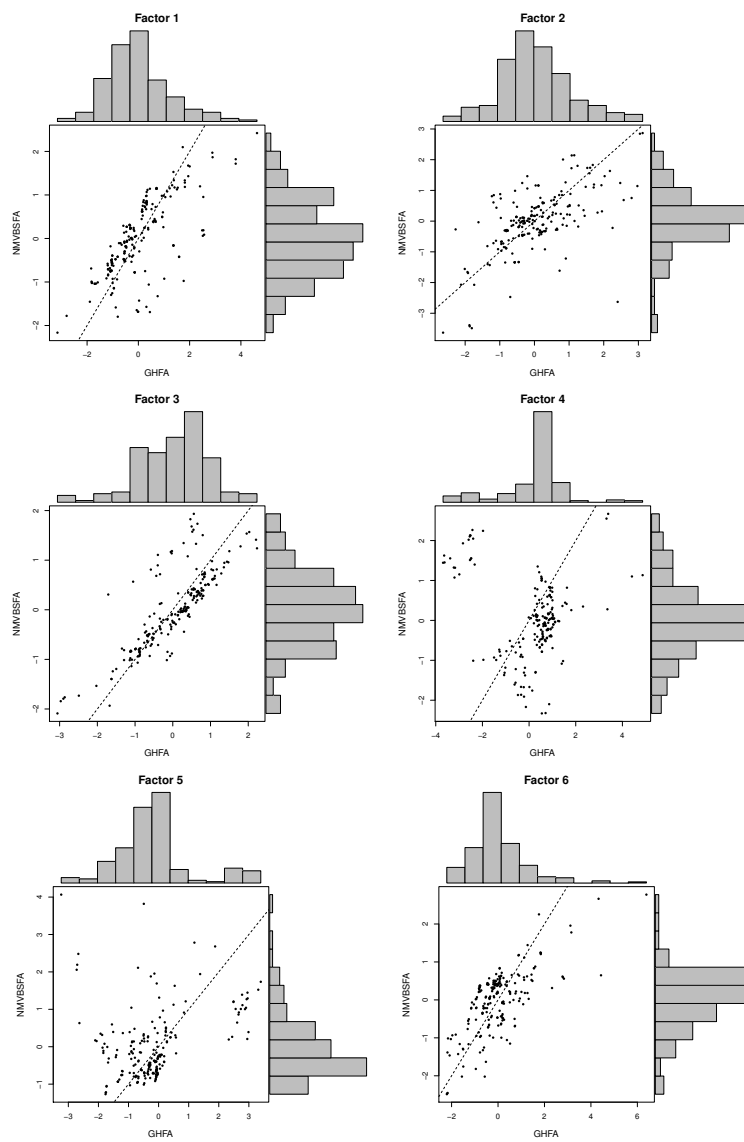 Factor 1
NMVBSFA
2
1
0
−1
−2
−2 0 2 4
GHFA
Factor 2
NMVBSFA
3
2
1
0
−1
−2
−3
−2 −1 0 1 2 3
GHFA
Factor 3
NMVBSFA
2
1
0
−1
−2
−3 −2 −1 0 1 2
GHFA
Factor 4
NMVBSFA
2
1
0
−1
−2
−4 −2 0 2 4
GHFA
Factor 5
NMVBSFA
4
3
2
1
0
−1
−3 −2 −1 0 1 2 3
GHFA
Factor 6
NMVBSFA
2
1
0
−1
−2
−2 0 2 4 6
GHFA